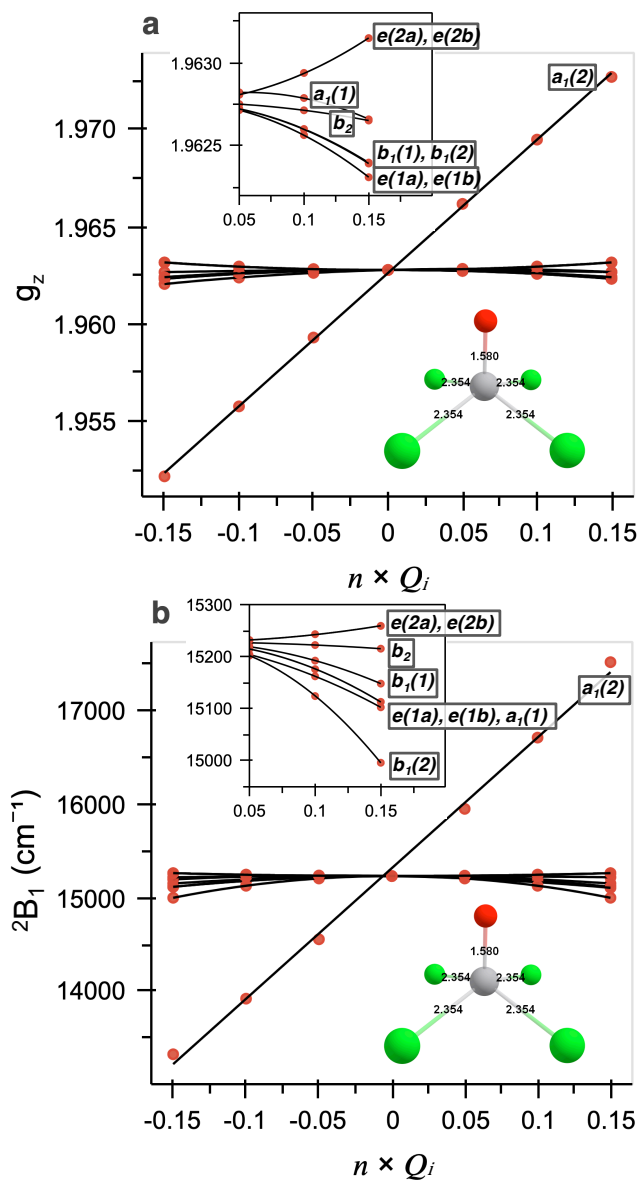 a
e(2a), e(2b)
a₁(1)
b₂
b₁(1), b₁(2)
e(1a), e(1b)
1.9630
1.9625
0.05 0.1 0.15
a₁(2)
1.970
1.965
1.960
1.955
g_z
1.580
2.354 2.354
2.354 2.354
-0.15 -0.1 -0.05 0 0.05 0.1 0.15
n × Qᵢ
b
15300
15200
15100
15000
0.05 0.1 0.15
e(2a), e(2b)
b₂
b₁(1)
e(1a), e(1b), a₁(1)
b₁(2)
a₁(2)
17000
16000
15000
14000
²B₁ (cm⁻¹)
1.580
2.354 2.354
2.354 2.354
-0.15 -0.1 -0.05 0 0.05 0.1 0.15
n × Qᵢ